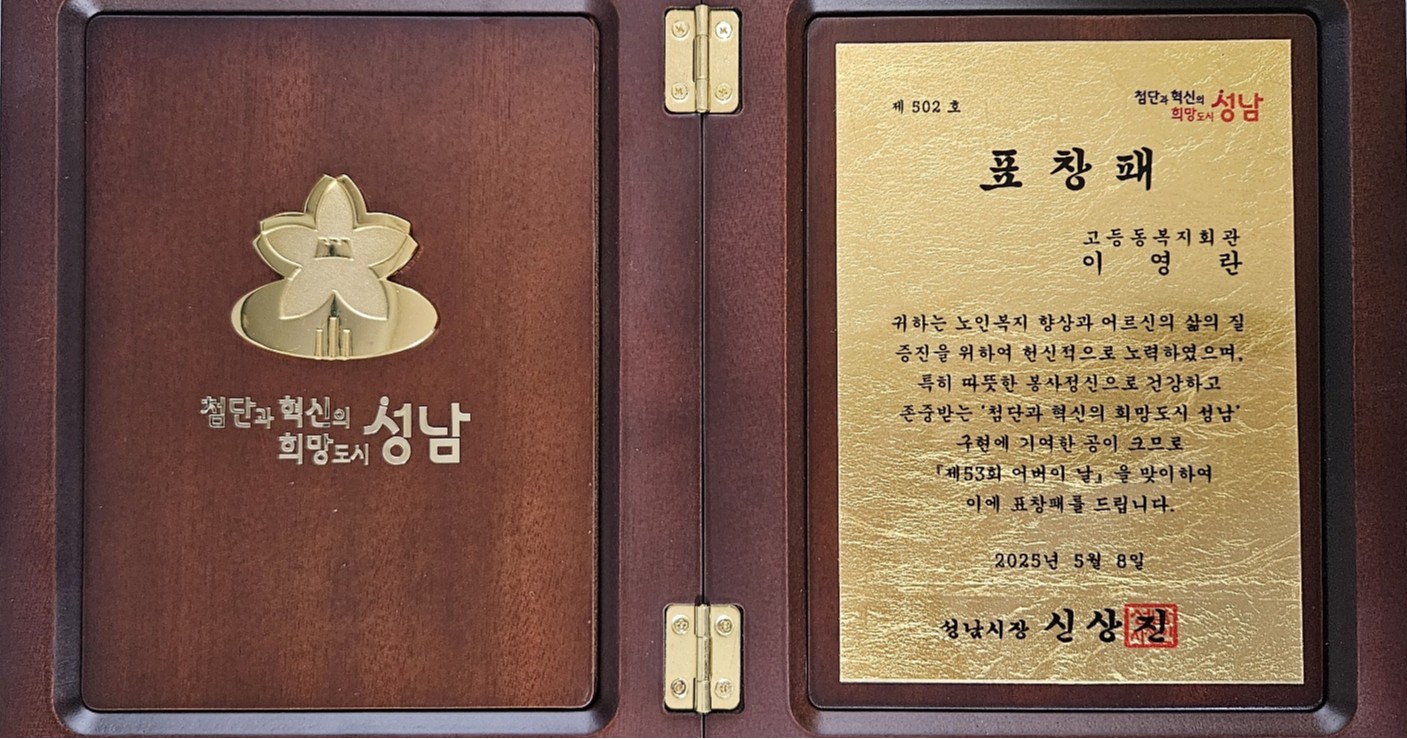 첨단과 혁신의
희망도시 성남
제 502 호
첨단과 혁신의
희망도시 성남
표창패
고등동복지회관
이 영 란
귀하는 노인복지 향상과 어르신의 삶의 질
증진을 위하여 헌신적으로 노력하였으며,
특히 따뜻한 봉사정신으로 건강하고
존중받는 '첨단과 혁신의 희망도시 성남'
구현에 기여한 공이 크므로
『제53회 어버이 날』을 맞이하여
이에 표창패를 드립니다.
2025년 5월 8일
성남시장 신상진